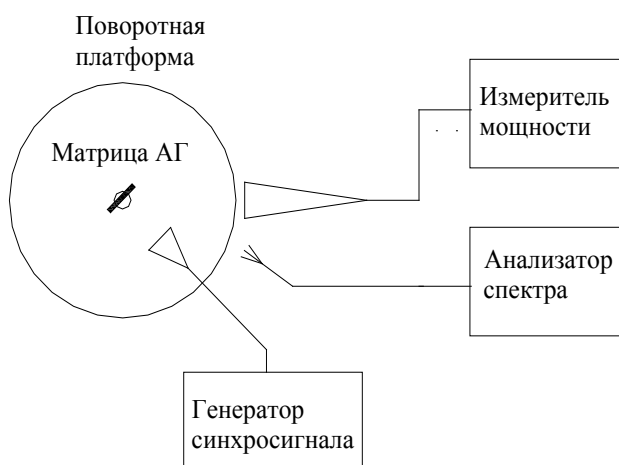 Поворотная
платформа
Матрица АГ
Измеритель
мощности
Анализатор
спектра
Генератор
синхросигнала